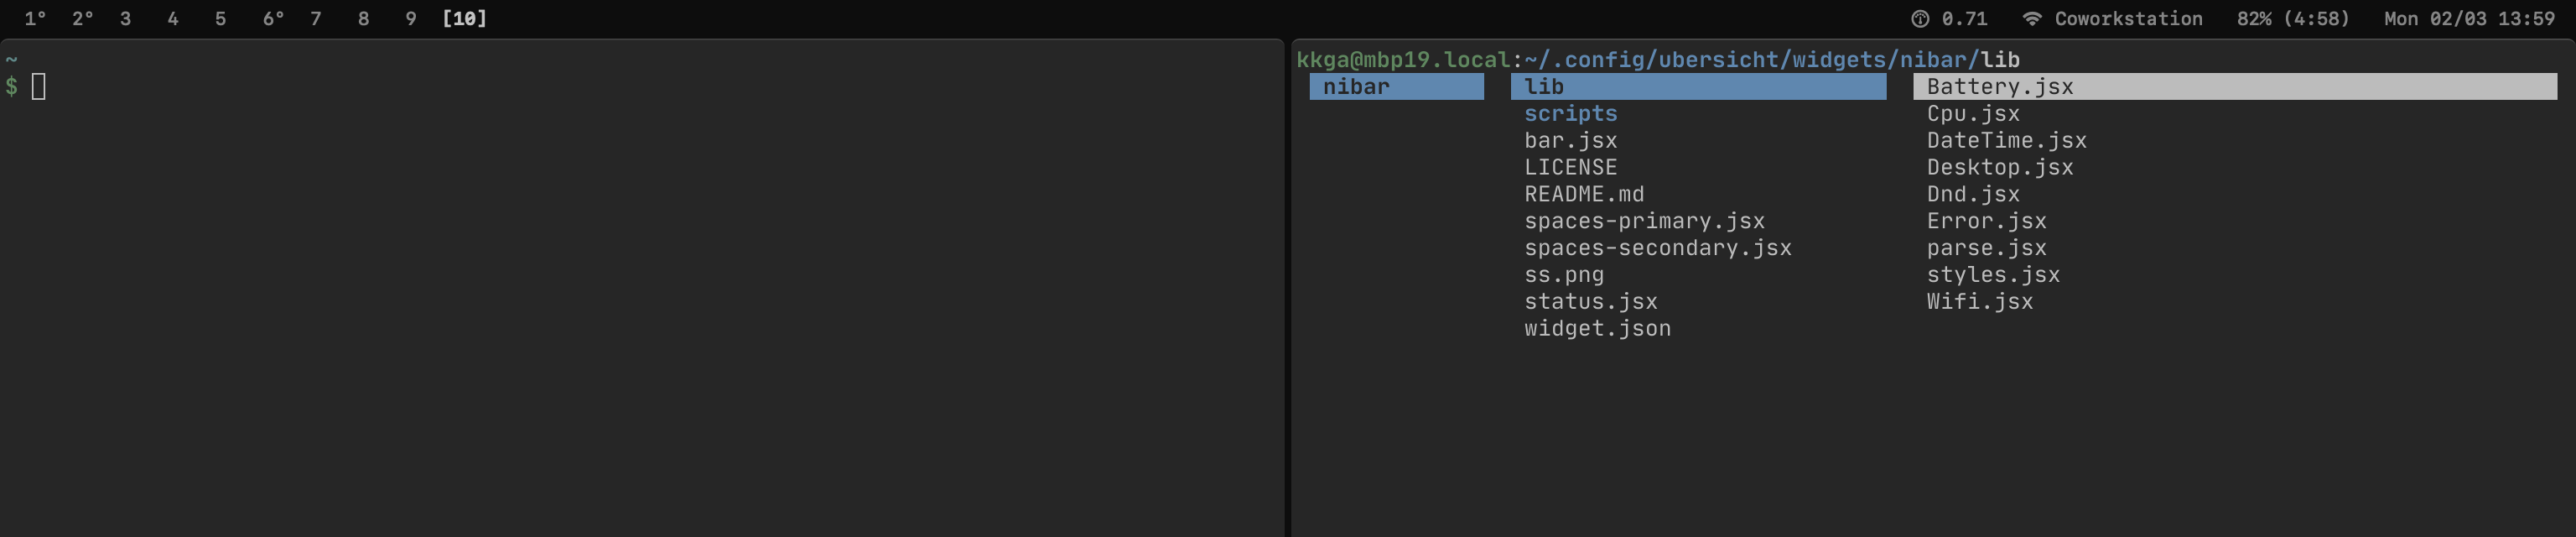 1° 2° 3 4 5 6° 7 8 9 [10] 0.71 Coworkstation 82% (4:58) Mon 02/03 13:59
~
$
kkga@mbp19.local:~/.config/ubersicht/widgets/nibar/lib
nibar lib Battery.jsx
scripts Cpu.jsx
bar.jsx DateTime.jsx
LICENSE Desktop.jsx
README.md Dnd.jsx
spaces-primary.jsx Error.jsx
spaces-secondary.jsx parse.jsx
ss.png styles.jsx
status.jsx Wifi.jsx
widget.json